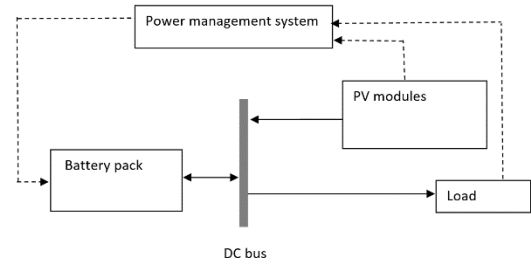 Power management system
PV modules
Battery pack
Load
DC bus